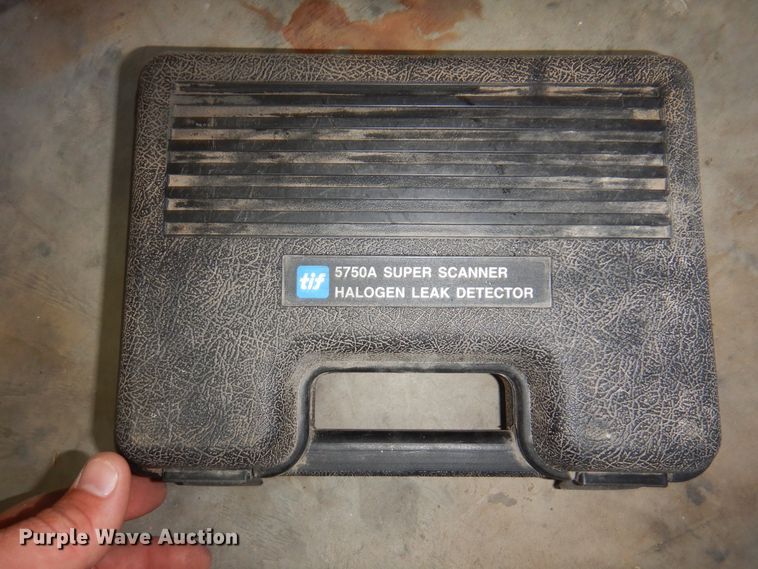 tif
5750A SUPER SCANNER
HALOGEN LEAK DETECTOR
Purple Wave Auction